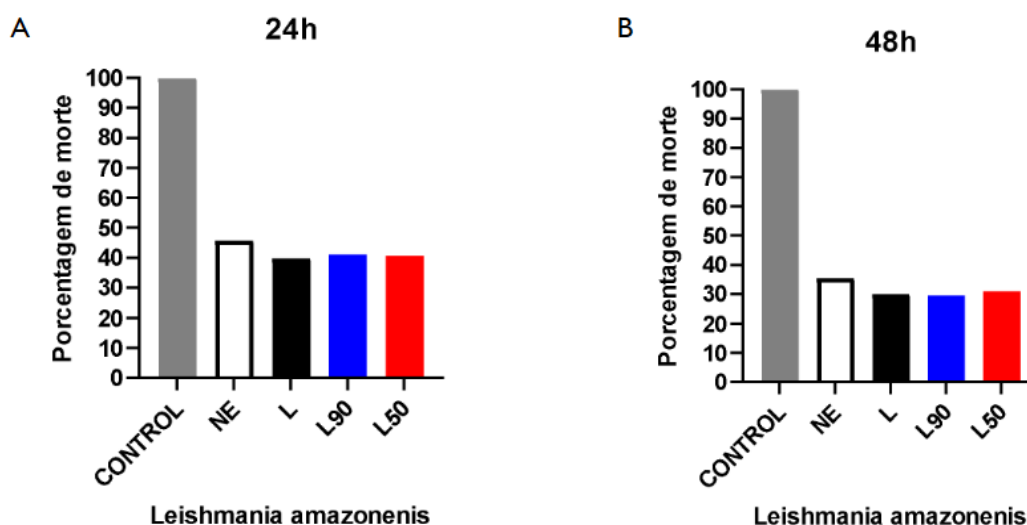 A
24h
Porcentagem de morte
100
90
80
70
60
50
40
30
20
10
0
CONTROL
NE
L
L90
L50
Leishmania amazonenis
B
48h
Porcentagem de morte
100
90
80
70
60
50
40
30
20
10
0
CONTROL
NE
L
L90
L50
Leishmania amazonenis